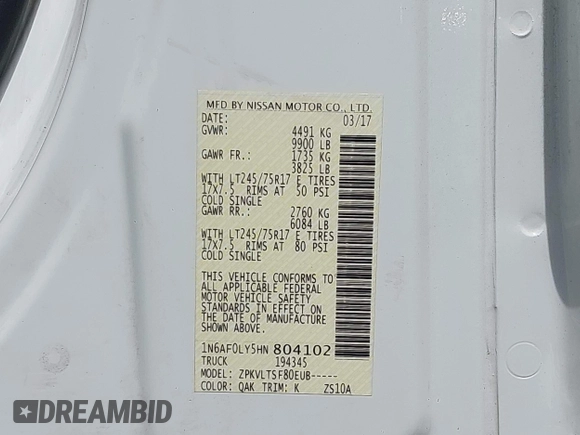 MFD BY NISSAN MOTOR CO., LTD.
DATE: 03/17
GVWR: 4491 KG
9900 LB
GAWR FR.: 1735 KG
3825 LB
WITH LT245/75R17 E TIRES
17X7.5 RIMS AT 50 PSI
COLD SINGLE
GAWR RR.: 2760 KG
6084 LB
WITH LT245/75R17 E TIRES
17X7.5 RIMS AT 80 PSI
COLD SINGLE
THIS VEHICLE CONFORMS TO
ALL APPLICABLE FEDERAL
MOTOR VEHICLE SAFETY
STANDARDS IN EFFECT ON
THE DATE OF MANUFACTURE
SHOWN ABOVE.
1N6AF0LY5HN 804102
TRUCK 194345
MODEL: ZPKVLTSF80EUB-----
COLOR: QAK TRIM: K ZS10A
DREAMBID